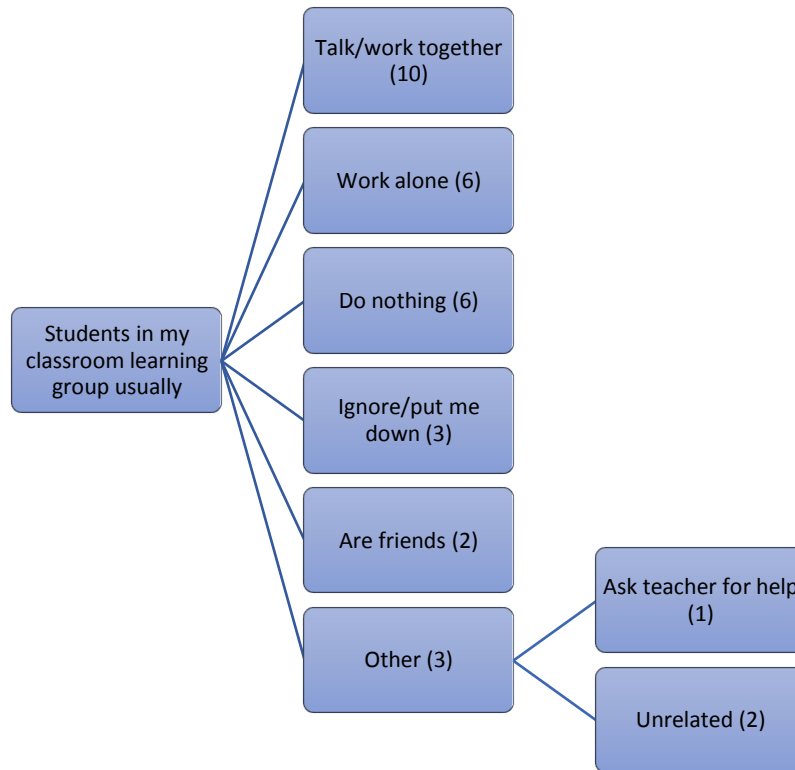 Talk/work together
(10)
Work alone (6)
Do nothing (6)
Students in my
classroom learning
group usually
Ignore/put me
down (3)
Are friends (2)
Ask teacher for help
(1)
Other (3)
Unrelated (2)